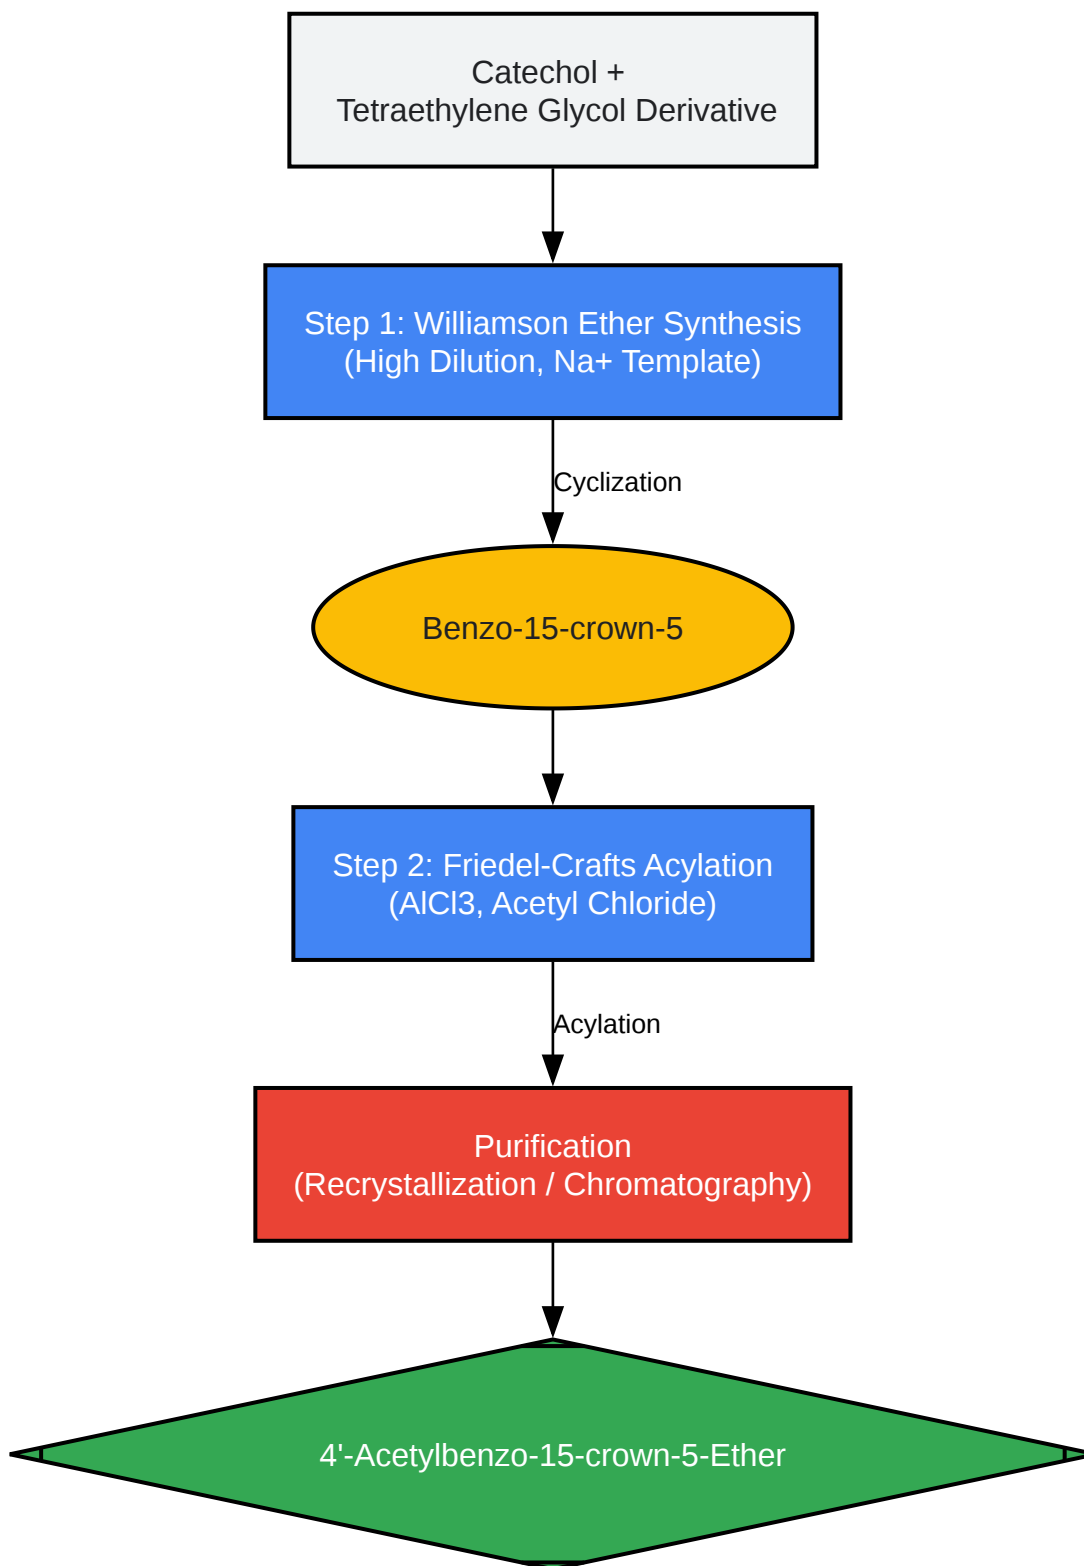 Catechol +
Tetraethylene Glycol Derivative
Step 1: Williamson Ether Synthesis
(High Dilution, Na+ Template)
Cyclization
Benzo-15-crown-5
Step 2: Friedel-Crafts Acylation
(AlCl3, Acetyl Chloride)
Acylation
Purification
(Recrystallization / Chromatography)
4'-Acetylbenzo-15-crown-5-Ether